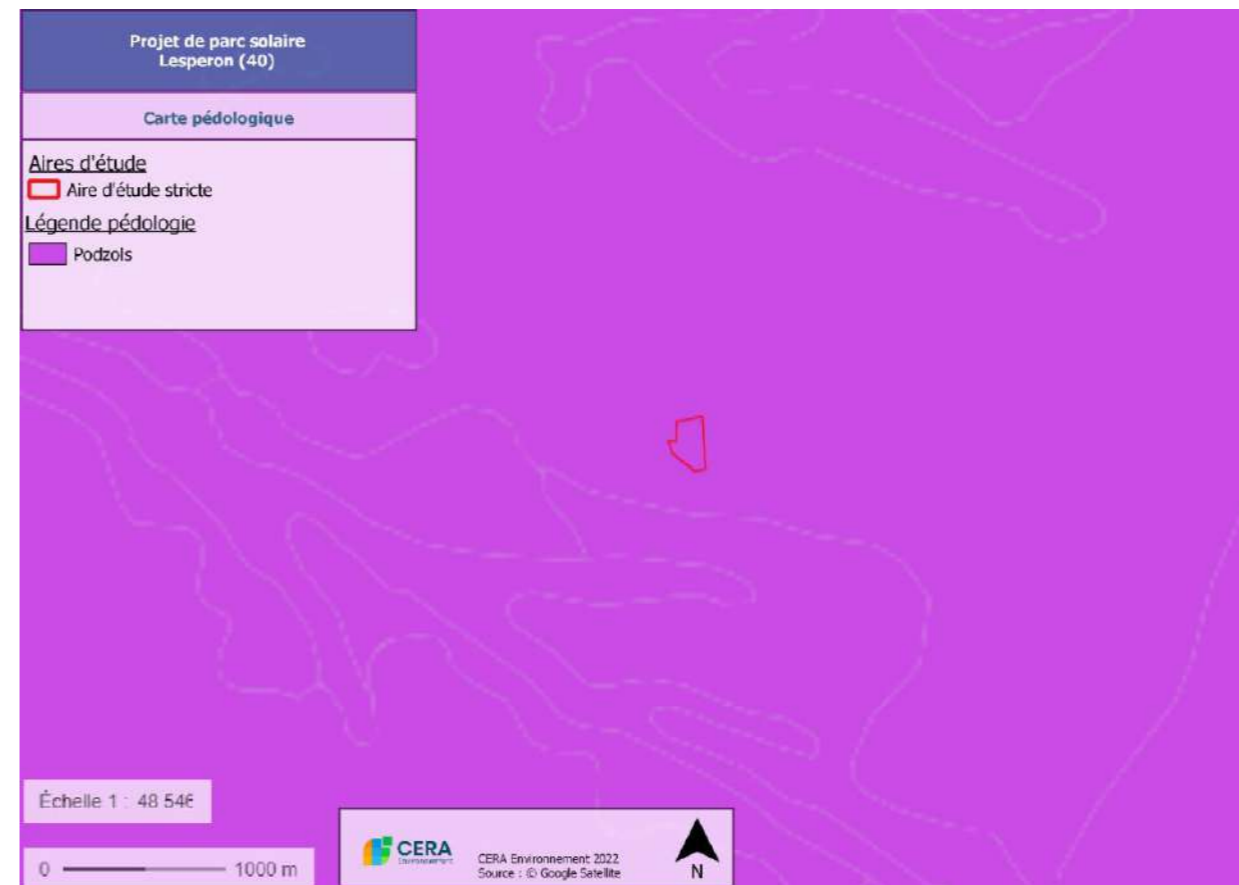 Projet de parc solaire
Lesperon (40)
Carte pédologique
Aires d'étude
Aire d'étude stricte
Légende pédologie
Podzols
Échelle 1 : 48 546
0 1000 m
CERA
Environnement
CERA Environnement 2022
Source : © Google Satellite
N